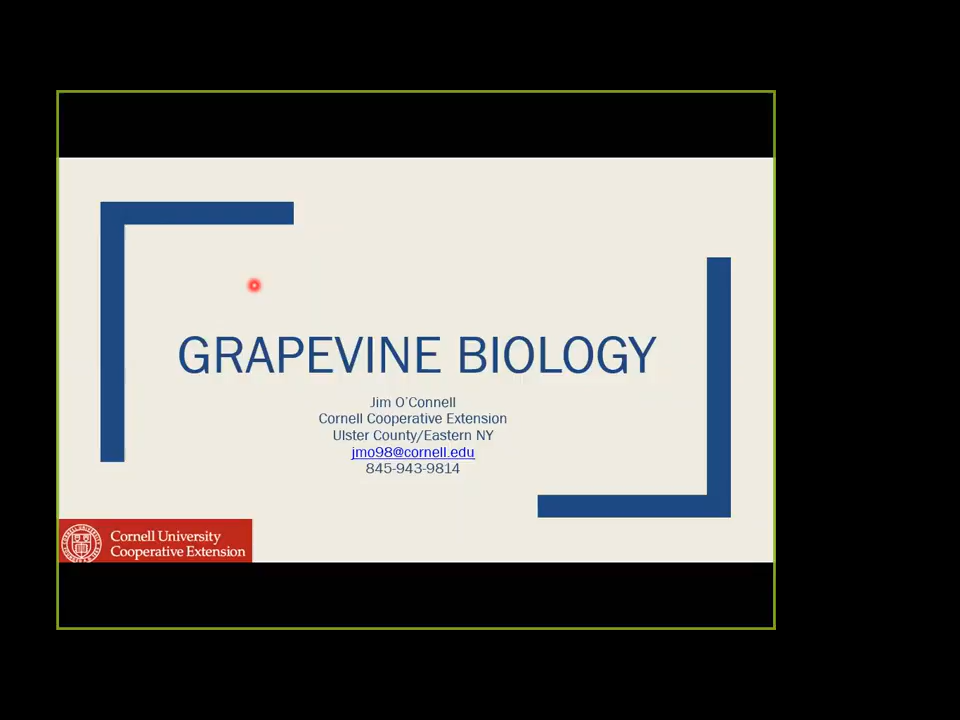 GRAPEVINE BIOLOGY
Jim O'Connell
Cornell Cooperative Extension
Ulster County/Eastern NY
jmo98@cornell.edu
845-943-9814
Cornell University
Cooperative Extension